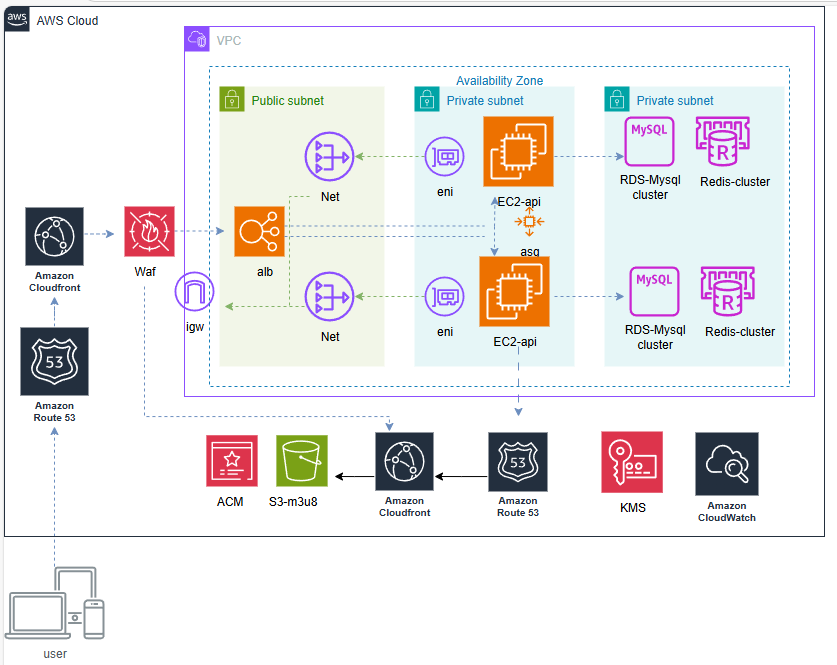 aws
AWS Cloud
VPC
Availability Zone
Public subnet
Private subnet
Private subnet
MySQL
R
Net
eni
EC2-api
RDS-Mysql
cluster
Redis-cluster
asg
alb
Waf
Amazon
Cloudfront
igw
MySQL
R
Net
eni
EC2-api
RDS-Mysql
cluster
Redis-cluster
53
Amazon
Route 53
53
ACM
S3-m3u8
Amazon
Cloudfront
Amazon
Route 53
KMS
Amazon
CloudWatch
user